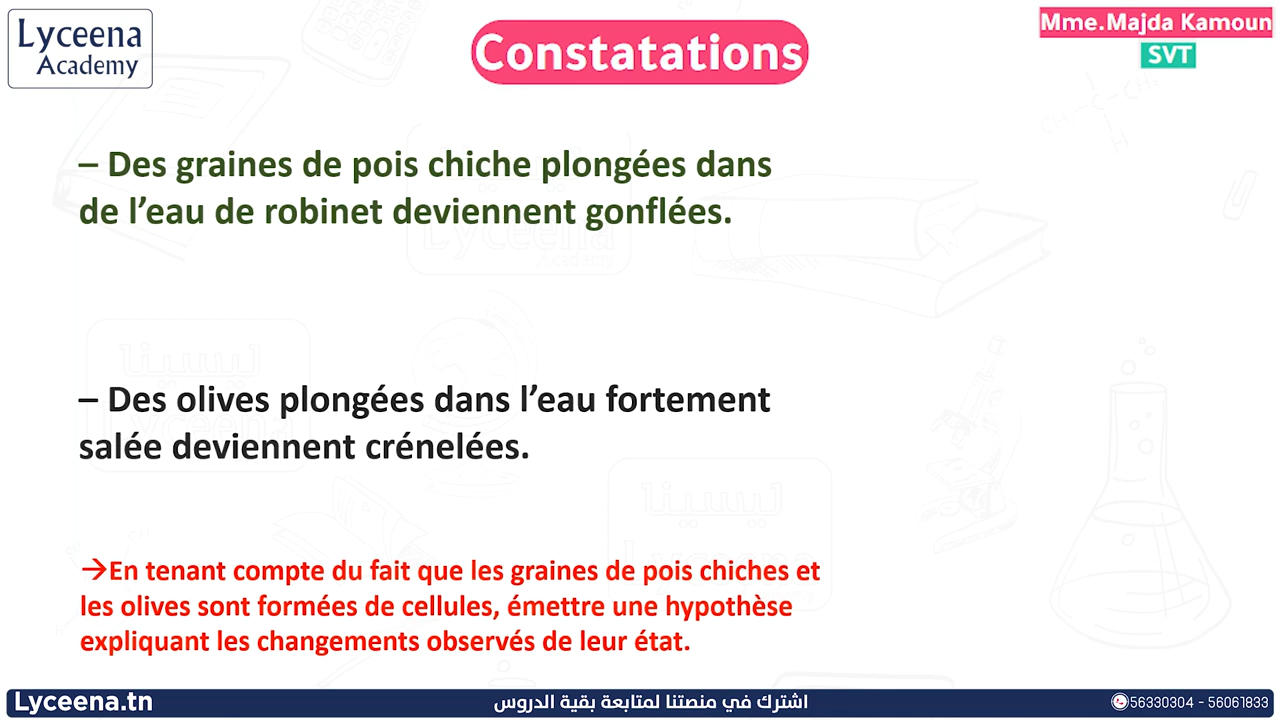 Lyceena
Academy
Constatations
Mme.Majda Kamoun
SVT
– Des graines de pois chiche plongées dans
de l’eau de robinet deviennent gonflées.
– Des olives plongées dans l’eau fortement
salée deviennent crénelées.
→En tenant compte du fait que les graines de pois chiches et
les olives sont formées de cellules, émettre une hypothèse
expliquant les changements observés de leur état.
Lyceena.tn
اشترك في منصتنا لمتابعة بقية الدروس
56330304 - 56061833